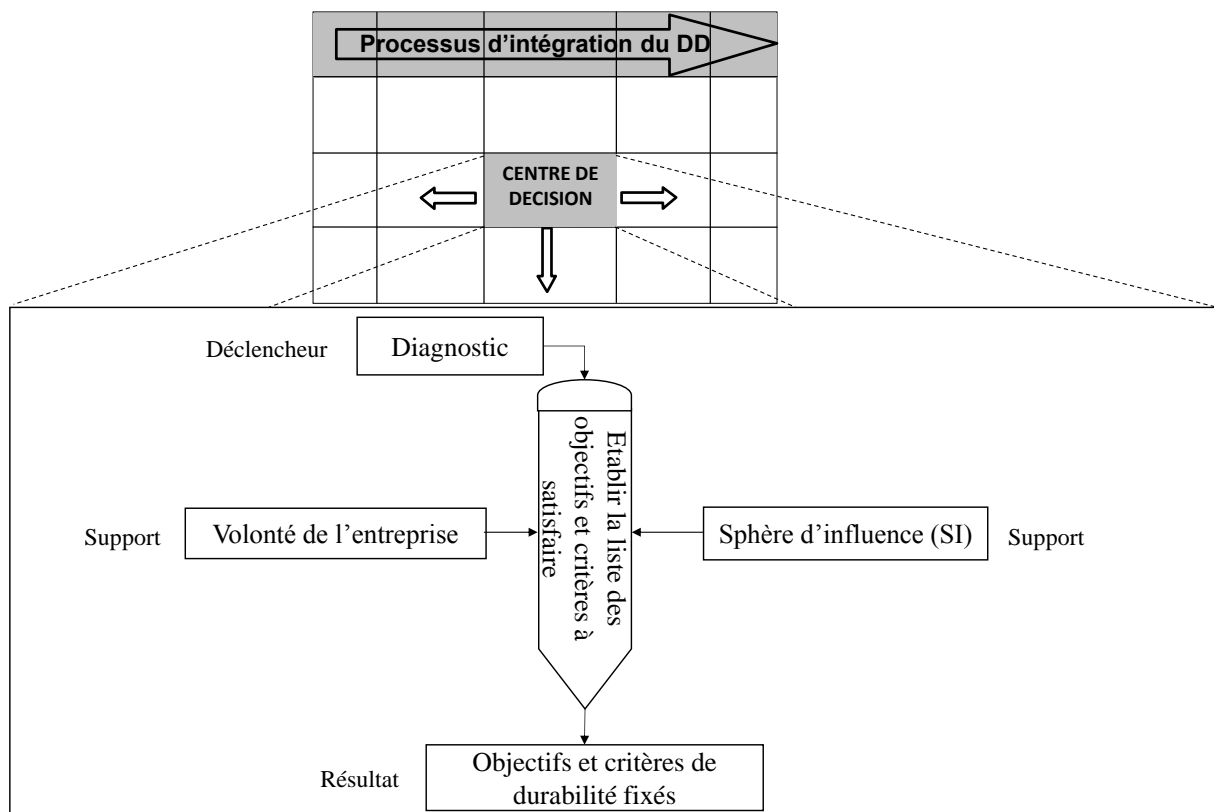 Processus d'intégration du DD
CENTRE DE
DECISION
Déclencheur
Diagnostic
Etablir la liste des
objectifs et critères à
satisfaire
Support
Volonté de l'entreprise
Sphère d'influence (SI)
Support
Résultat
Objectifs et critères de
durabilité fixés